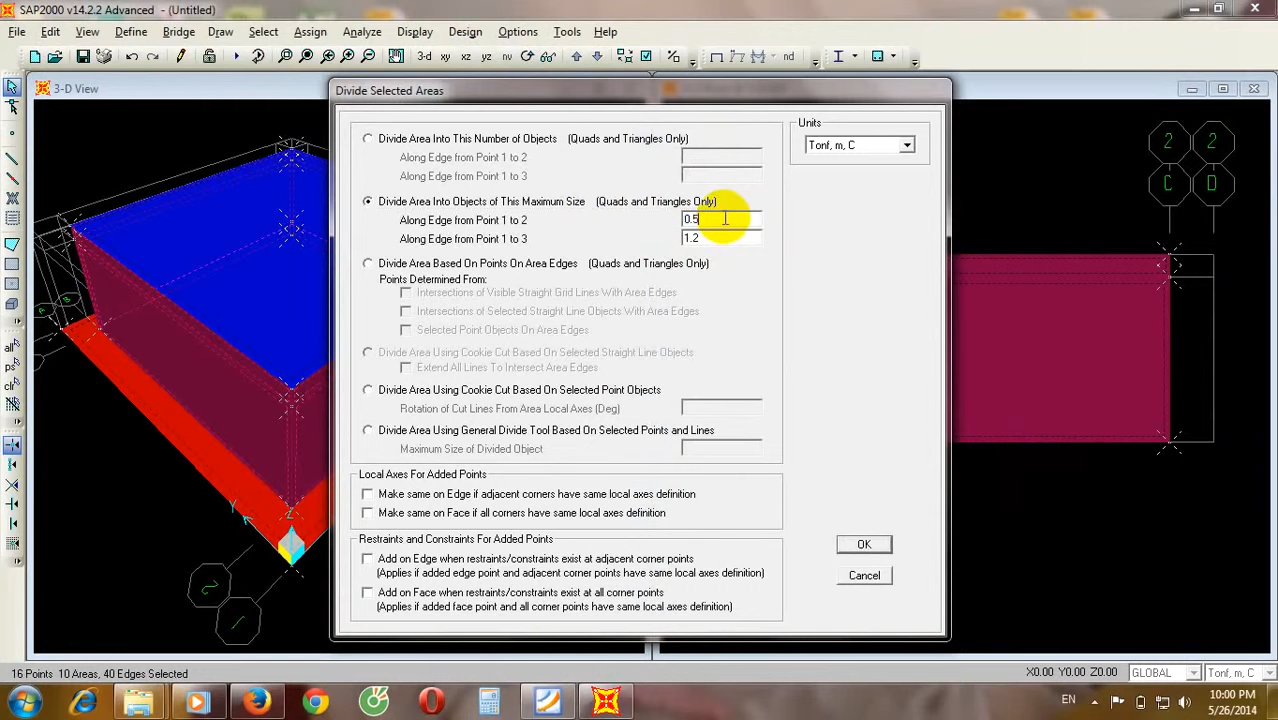 SAP2000 v14.2.2 Advanced - (Untitled)
File Edit View Define Bridge Draw Select Assign Analyze Display Design Options Tools Help
3-d xy xz yz nv nd
3-D View
Divide Selected Areas
Divide Area Into This Number of Objects (Quads and Triangles Only)
Along Edge from Point 1 to 2
Along Edge from Point 1 to 3
Divide Area Into Objects of This Maximum Size (Quads and Triangles Only)
Along Edge from Point 1 to 2 0.5
Along Edge from Point 1 to 3 1.2
Divide Area Based On Points On Area Edges (Quads and Triangles Only)
Points Determined From:
Intersections of Visible Straight Grid Lines With Area Edges
Intersections of Selected Straight Line Objects With Area Edges
Selected Point Objects On Area Edges
Divide Area Using Cookie Cut Based On Selected Straight Line Objects
Extend All Lines To Intersect Area Edges
Divide Area Using Cookie Cut Based On Selected Point Objects
Rotation of Cut Lines From Area Local Axes (Deg)
Divide Area Using General Divide Tool Based On Selected Points and Lines
Maximum Size of Divided Object
Local Axes For Added Points
Make same on Edge if adjacent corners have same local axes definition
Make same on Face if all corners have same local axes definition
Restraints and Constraints For Added Points
Add on Edge when restraints/constraints exist at adjacent corner points
(Applies if added edge point and adjacent corner points have same local axes definition)
Add on Face when restraints/constraints exist at all corner points
(Applies if added face point and all corner points have same local axes definition)
Units
Tonf, m, C
OK
Cancel
2 2
C D
all
ps
clr
Y
Z
2
1
16 Points 10 Areas, 40 Edges Selected
X0.00 Y0.00 Z0.00
GLOBAL
Tonf, m, C
EN
10:00 PM
5/26/2014